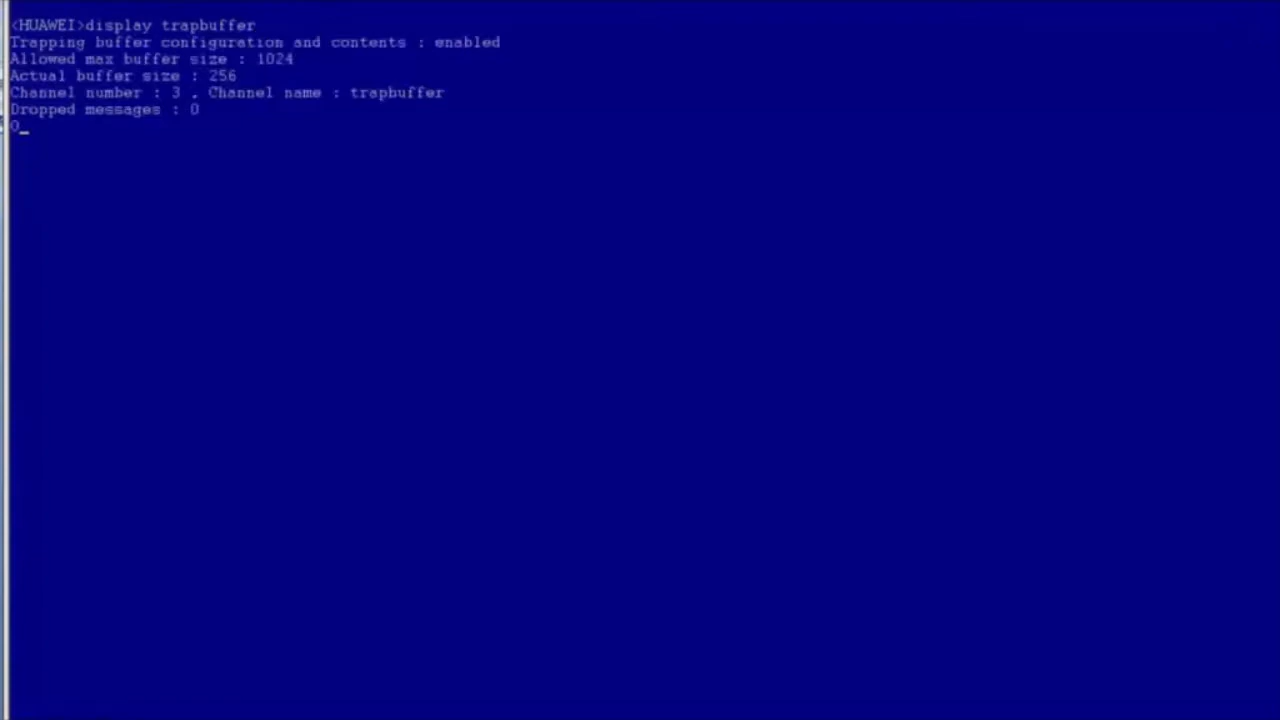 <HUAWEI>display trapbuffer
Trapping buffer configuration and contents : enabled
Allowed max buffer size : 1024
Actual buffer size : 256
Channel number : 3 , Channel name : trapbuffer
Dropped messages : 0
O_